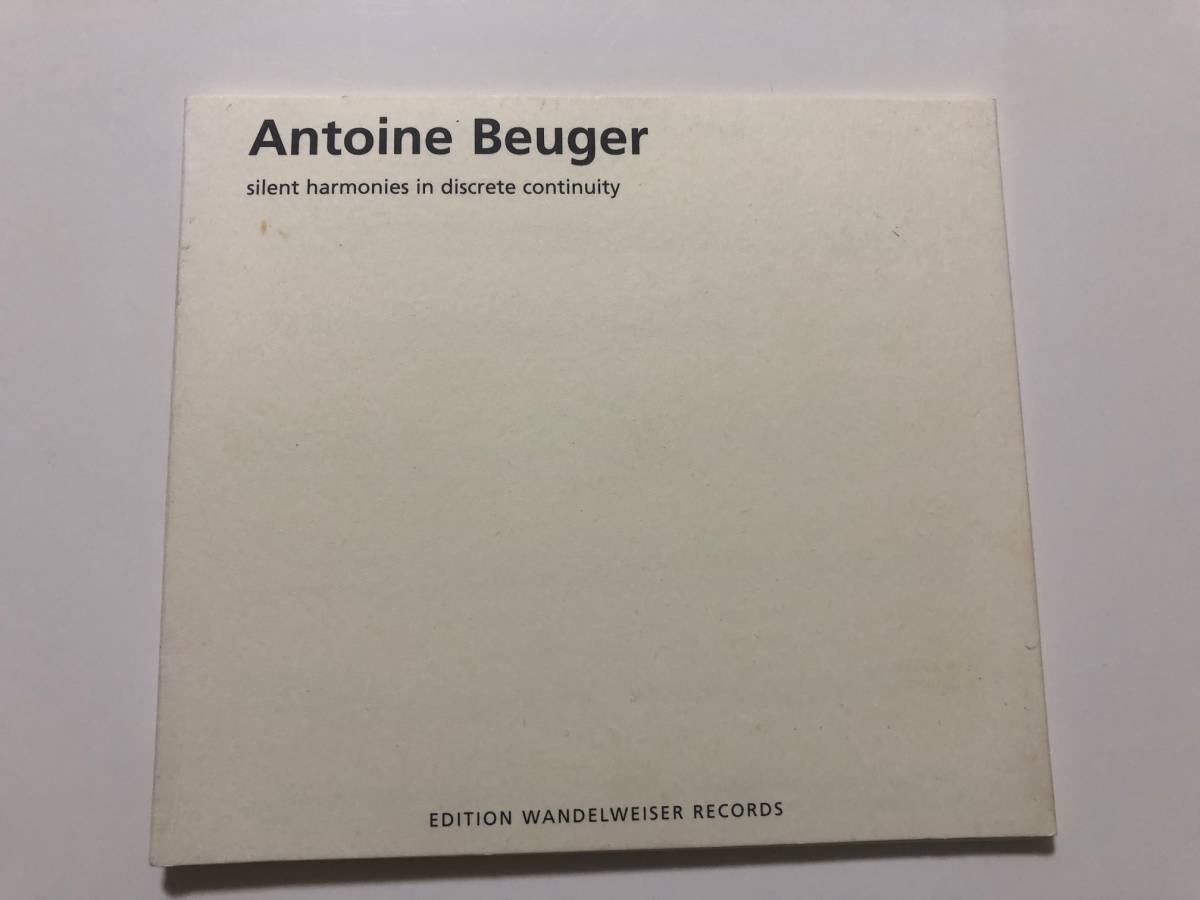 Antoine Beuger
silent harmonies in discrete continuity
EDITION WANDELWEISER RECORDS